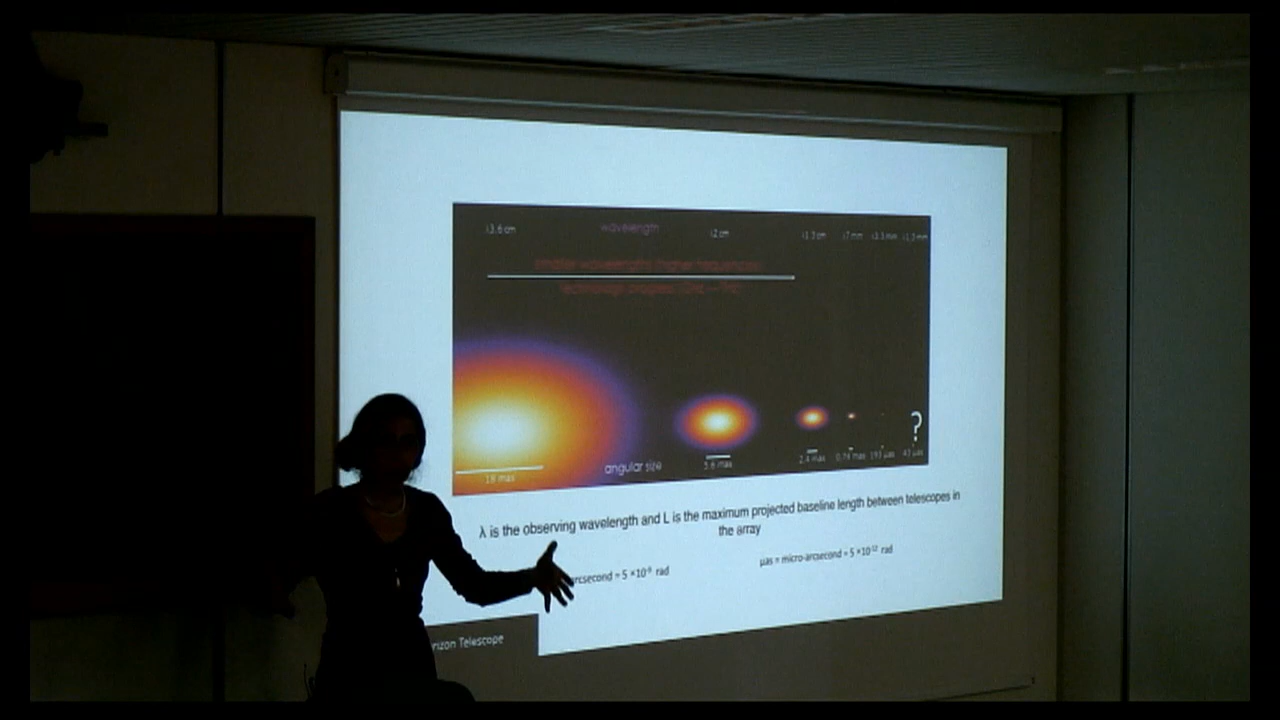 λ3.6 cm wavelength λ2 cm λ1.3 cm λ7 mm λ3.5 mm λ1.3 mm
angular size
18 mas 5.6 mas 2.4 mas 0.74 mas 193 μas 43 μas
?
λ is the observing wavelength and L is the maximum projected baseline length between telescopes in
the array
arcsecond = 5 ×10⁻⁹ rad μas = micro-arcsecond = 5 ×10⁻¹² rad
rizon Telescope